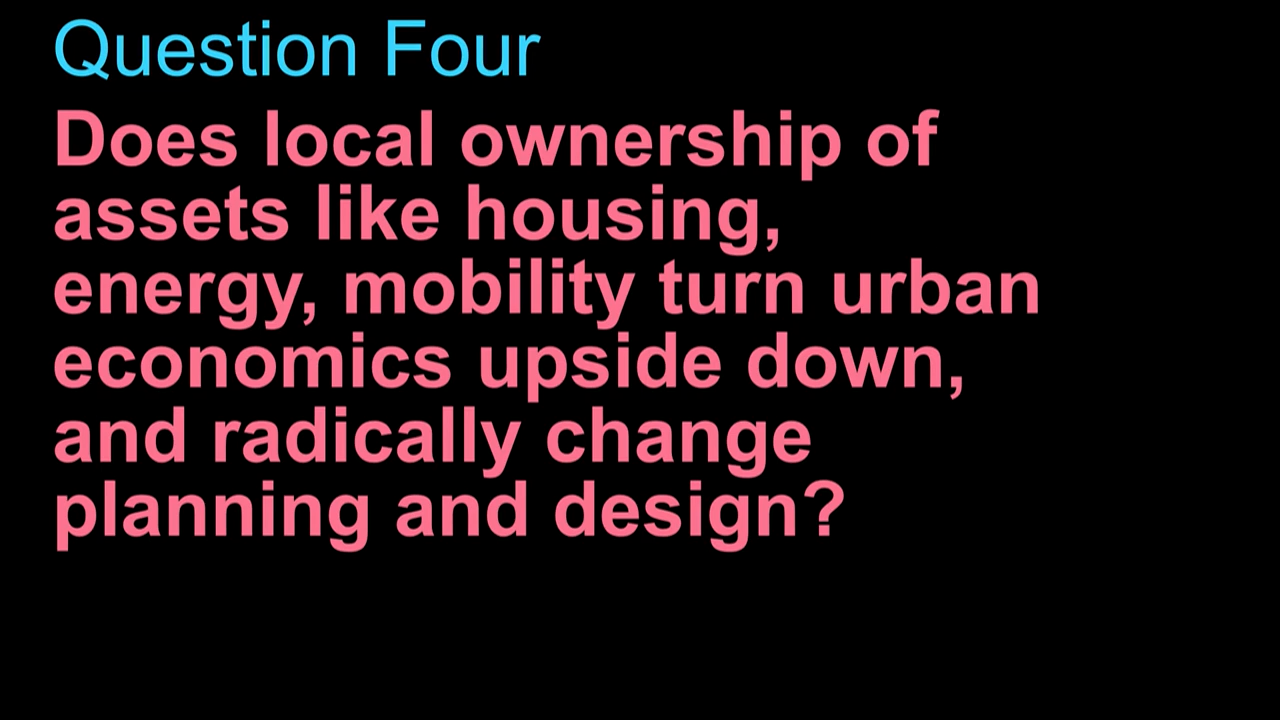 Question Four
Does local ownership of
assets like housing,
energy, mobility turn urban
economics upside down,
and radically change
planning and design?